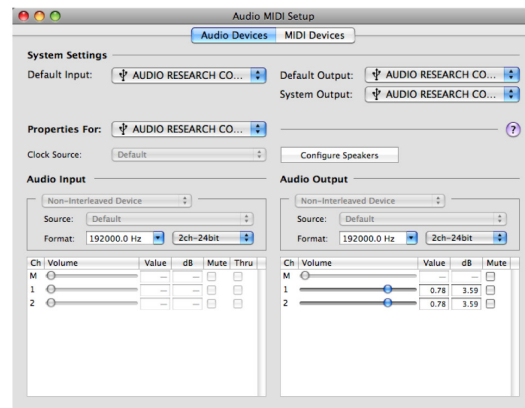 Audio MIDI Setup
Audio Devices MIDI Devices
System Settings
Default Input: AUDIO RESEARCH CO... Default Output: AUDIO RESEARCH CO...
System Output: AUDIO RESEARCH CO...
Properties For: AUDIO RESEARCH CO... ?
Clock Source: Default Configure Speakers
Audio Input Audio Output
Non-Interleaved Device Non-Interleaved Device
Source: Default Source: Default
Format: 192000.0 Hz 2ch-24bit Format: 192000.0 Hz 2ch-24bit
Ch Volume Value dB Mute Thru Ch Volume Value dB Mute
M — — M — —
1 — — 1 0.78 3.59
2 — — 2 0.78 3.59